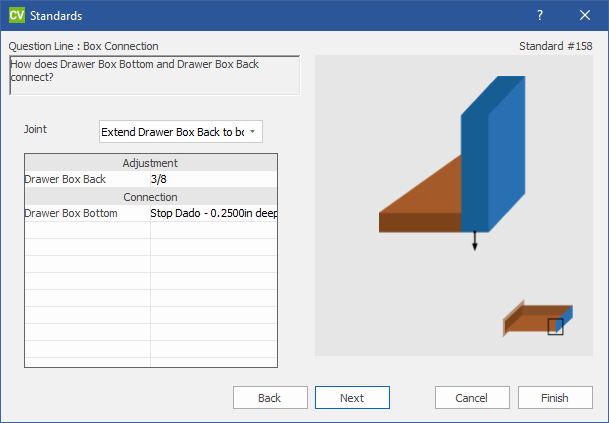 CV Standards ?
Question Line : Box Connection
Standard #158
How does Drawer Box Bottom and Drawer Box Back
connect?
Joint
Extend Drawer Box Back to
Adjustment
Drawer Box Back 3/8
Connection
Drawer Box Bottom Stop Dado - 0.2500in deep
Back Next Cancel Finish